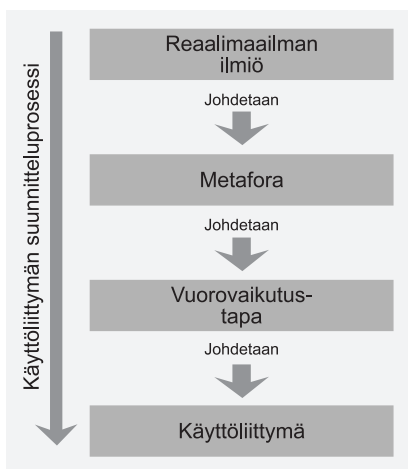 Käyttöliittymän suunnitteluprosessi
Reaalimaailman
ilmiö
Johdetaan
Metafora
Johdetaan
Vuorovaikutus-
tapa
Johdetaan
Käyttöliittymä